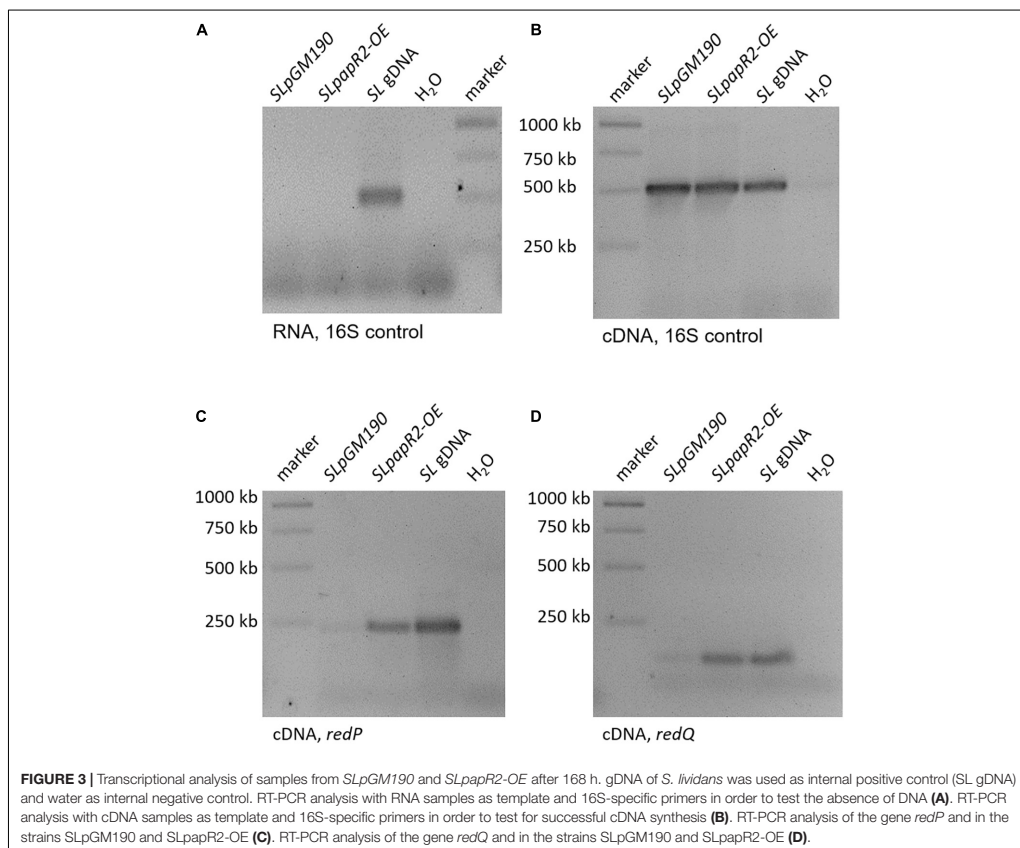 A
SLpGM190
SLpapR2-OE
SL gDNA
H₂O
marker
RNA, 16S control
B
marker
SLpGM190
SLpapR2-OE
SL gDNA
H₂O
1000 kb
750 kb
500 kb
250 kb
cDNA, 16S control
C
marker
SLpGM190
SLpapR2-OE
SL gDNA
H₂O
1000 kb
750 kb
500 kb
250 kb
cDNA, redP
D
marker
SLpGM190
SLpapR2-OE
SL gDNA
H₂O
1000 kb
750 kb
500 kb
250 kb
cDNA, redQ
FIGURE 3 | Transcriptional analysis of samples from SLpGM190 and SLpapR2-OE after 168 h. gDNA of S. lividans was used as internal positive control (SL gDNA)
and water as internal negative control. RT-PCR analysis with RNA samples as template and 16S-specific primers in order to test the absence of DNA (A). RT-PCR
analysis with cDNA samples as template and 16S-specific primers in order to test for successful cDNA synthesis (B). RT-PCR analysis of the gene redP and in the
strains SLpGM190 and SLpapR2-OE (C). RT-PCR analysis of the gene redQ and in the strains SLpGM190 and SLpapR2-OE (D).